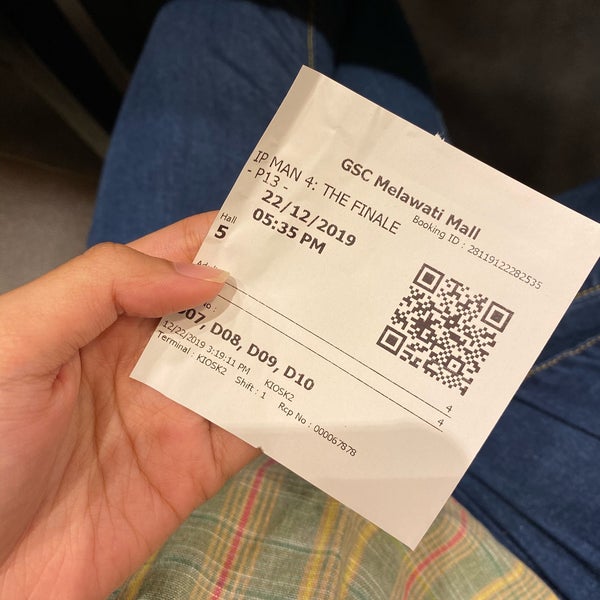 GSC Melawati Mall
Booking ID : 28119122282535
IP MAN 4: THE FINALE
- P13 -
22/12/2019
05:35 PM
Hall
5
4
4
D07, D08, D09, D10
12/22/2019 3:19:11 PM KIOSK2
Terminal : KIOSK2 Shift : 1 Rcp No : 000067878